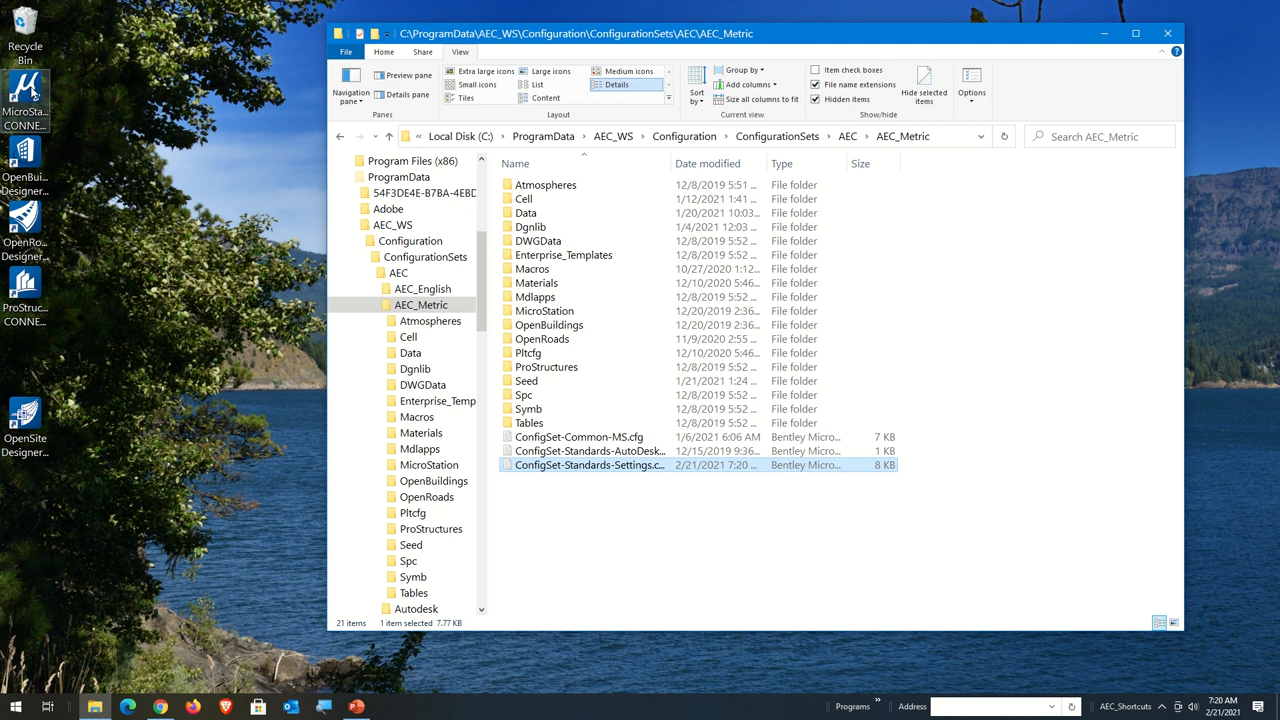 Recycle
Bin
MicroSta...
CONNE...
OpenBui...
Designer...
OpenRo...
Designer...
ProStruc...
CONNE...
OpenSite
Designer...
C:\ProgramData\AEC_WS\Configuration\ConfigurationSets\AEC\AEC_Metric
File Home Share View
Navigation
pane
Preview pane
Details pane
Panes
Extra large icons Large icons Medium icons
Small icons List Details
Tiles Content
Layout
Sort
by
Group by
Add columns
Size all columns to fit
Current view
Item check boxes
File name extensions
Hidden items
Hide selected
items
Show/hide
Options
« Local Disk (C:) > ProgramData > AEC_WS > Configuration > ConfigurationSets > AEC > AEC_Metric
Search AEC_Metric
Program Files (x86)
ProgramData
54F3DE4E-B7BA-4EBD
Adobe
AEC_WS
Configuration
ConfigurationSets
AEC
AEC_English
AEC_Metric
Atmospheres
Cell
Data
Dgnlib
DWGData
Enterprise_Temp
Macros
Materials
Mdlapps
MicroStation
OpenBuildings
OpenRoads
Pltcfg
ProStructures
Seed
Spc
Symb
Tables
Autodesk
Name Date modified Type Size
Atmospheres 12/8/2019 5:51 ... File folder
Cell 1/12/2021 1:41 ... File folder
Data 1/20/2021 10:03... File folder
Dgnlib 1/4/2021 12:03 ... File folder
DWGData 12/8/2019 5:52 ... File folder
Enterprise_Templates 12/8/2019 5:52 ... File folder
Macros 10/27/2020 1:12... File folder
Materials 12/10/2020 5:46... File folder
Mdlapps 12/8/2019 5:52 ... File folder
MicroStation 12/20/2019 2:36... File folder
OpenBuildings 12/20/2019 2:36... File folder
OpenRoads 11/9/2020 2:55 ... File folder
Pltcfg 12/10/2020 5:46... File folder
ProStructures 12/8/2019 5:52 ... File folder
Seed 1/21/2021 1:24 ... File folder
Spc 12/8/2019 5:52 ... File folder
Symb 12/8/2019 5:52 ... File folder
Tables 12/8/2019 5:52 ... File folder
ConfigSet-Common-MS.cfg 1/6/2021 6:06 AM Bentley Micro... 7 KB
ConfigSet-Standards-AutoDesk... 12/15/2019 9:36... Bentley Micro... 1 KB
ConfigSet-Standards-Settings.c... 2/21/2021 7:20 ... Bentley Micro... 8 KB
21 items 1 item selected 7.77 KB
Programs » Address AEC_Shortcuts
7:20 AM
2/21/2021